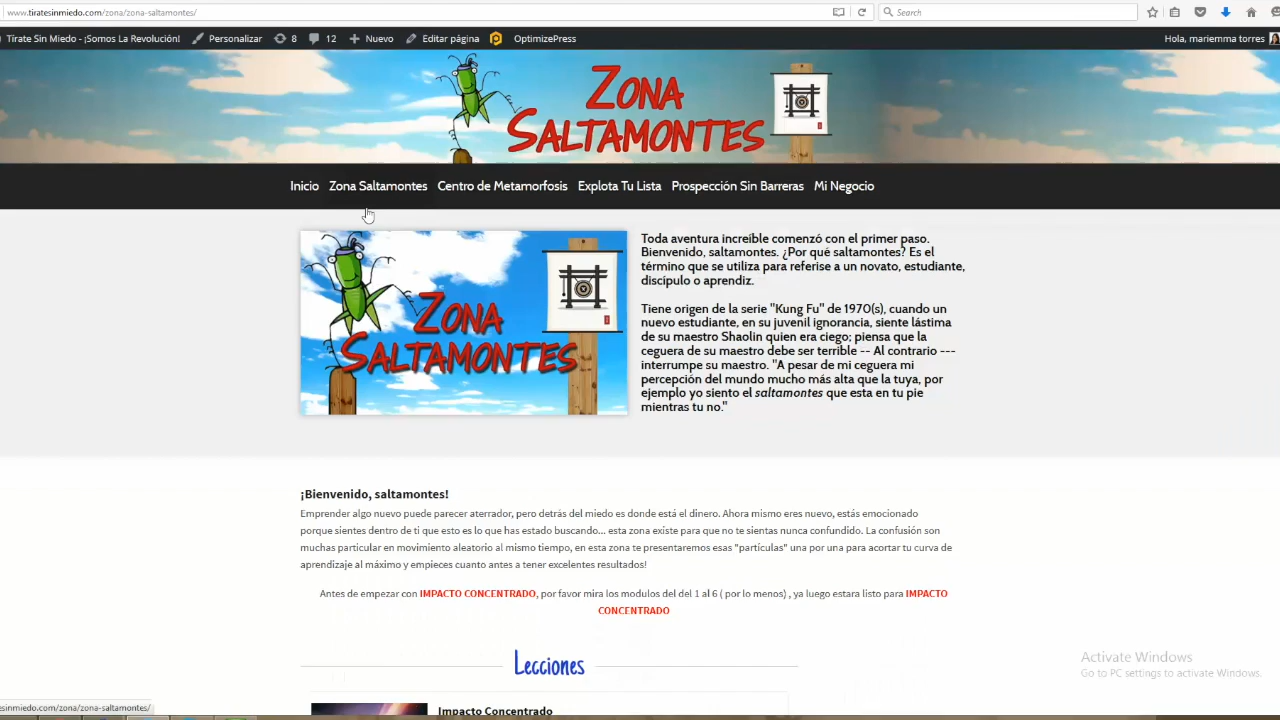 www.tiratesinmiedo.com/zona/zona-saltamontes/
Search
Tírate Sin Miedo - ¡Somos La Revolución!
Personalizar
8
12
Nuevo
Editar página
OptimizePress
Hola, mariemma torres
ZONA
SALTAMONTES
Inicio
Zona Saltamontes
Centro de Metamorfosis
Explota Tu Lista
Prospección Sin Barreras
Mi Negocio
ZONA
SALTAMONTES
Toda aventura increíble comenzó con el primer paso.
Bienvenido, saltamontes. ¿Por qué saltamontes? Es el
término que se utiliza para referise a un novato, estudiante,
discípulo o aprendiz.
Tiene origen de la serie "Kung Fu" de 1970(s), cuando un
nuevo estudiante, en su juvenil ignorancia, siente lástima
de su maestro Shaolin quien era ciego; piensa que la
ceguera de su maestro debe ser terrible -- Al contrario ---
interrumpe su maestro. "A pesar de mi ceguera mi
percepción del mundo mucho más alta que la tuya, por
ejemplo yo siento el saltamontes que esta en tu pie
mientras tu no."
¡Bienvenido, saltamontes!
Emprender algo nuevo puede parecer aterrador, pero detrás del miedo es donde está el dinero. Ahora mismo eres nuevo, estás emocionado
porque sientes dentro de ti que esto es lo que has estado buscando... esta zona existe para que no te sientas nunca confundido. La confusión son
muchas particular en movimiento aleatorio al mismo tiempo, en esta zona te presentaremos esas "partículas" una por una para acortar tu curva de
aprendizaje al máximo y empieces cuanto antes a tener excelentes resultados!
Antes de empezar con IMPACTO CONCENTRADO, por favor mira los modulos del del 1 al 6 ( por lo menos) , ya luego estara listo para IMPACTO
CONCENTRADO
Lecciones
Impacto Concentrado
Activate Windows
Go to PC settings to activate Windows.
esinmiedo.com/zona/zona-saltamontes/